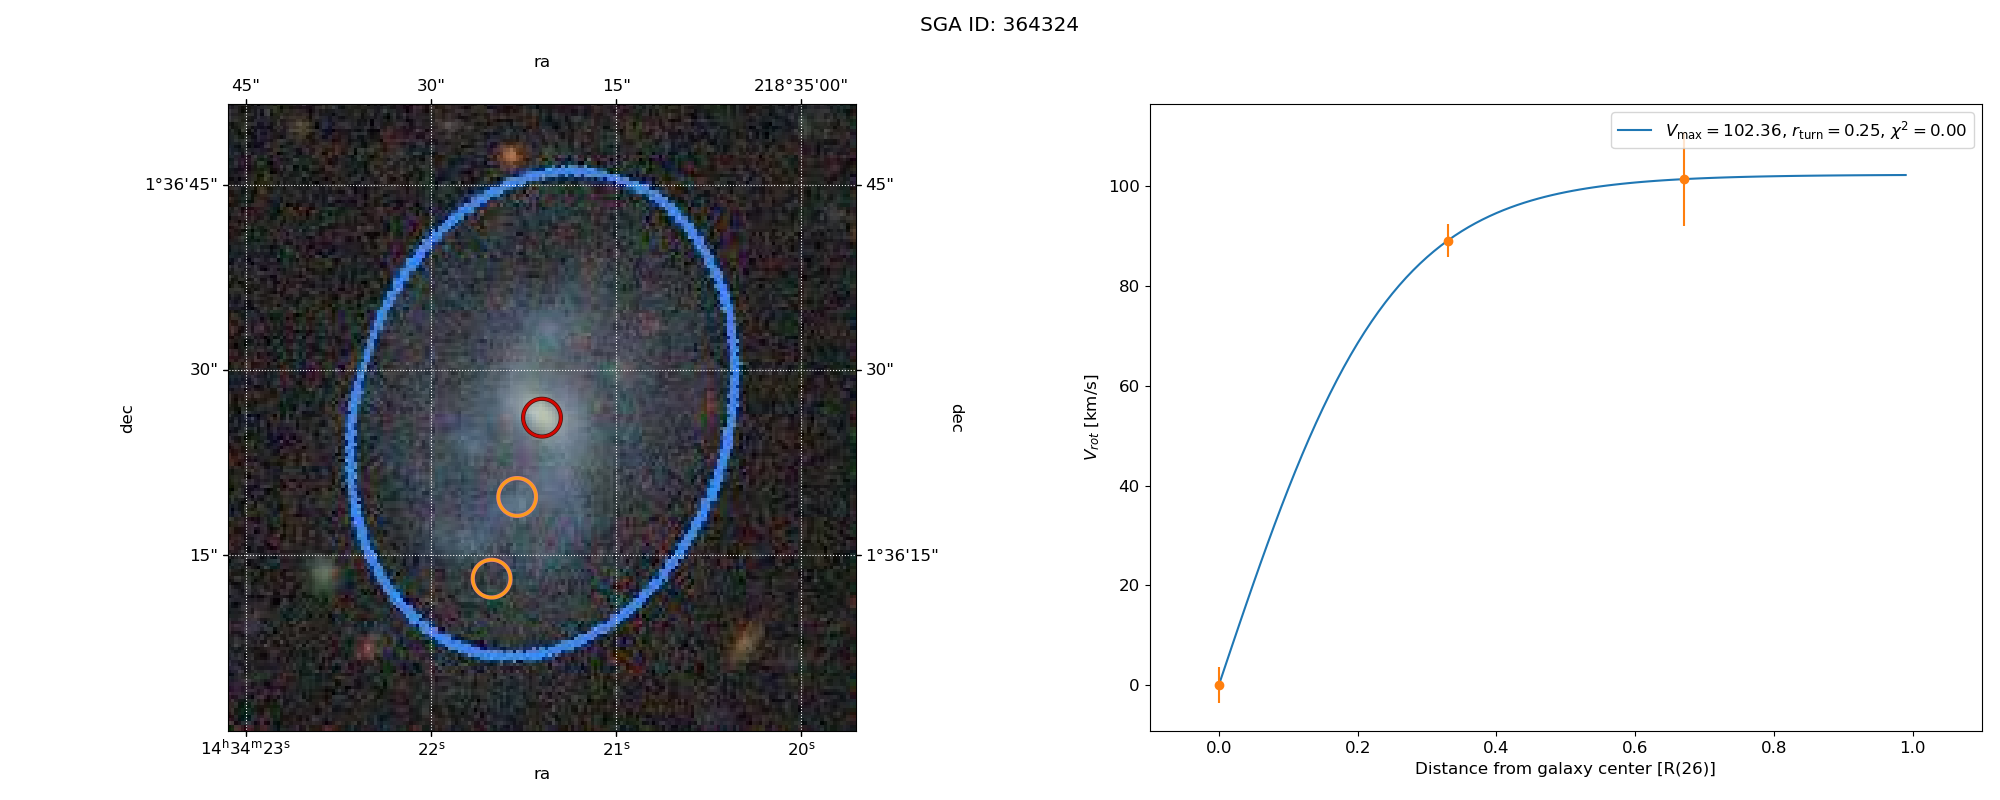 SGA ID: 364324
ra
45" 30" 15" 218°35'00"
1°36'45"
30"
15"
dec
45"
30"
1°36'15"
dec
14ʰ34ᵐ23ˢ 22ˢ 21ˢ 20ˢ
ra
V_max = 102.36, r_turn = 0.25, χ² = 0.00
100
80
60
40
20
0
V_rot [km/s]
0.0 0.2 0.4 0.6 0.8 1.0
Distance from galaxy center [R(26)]